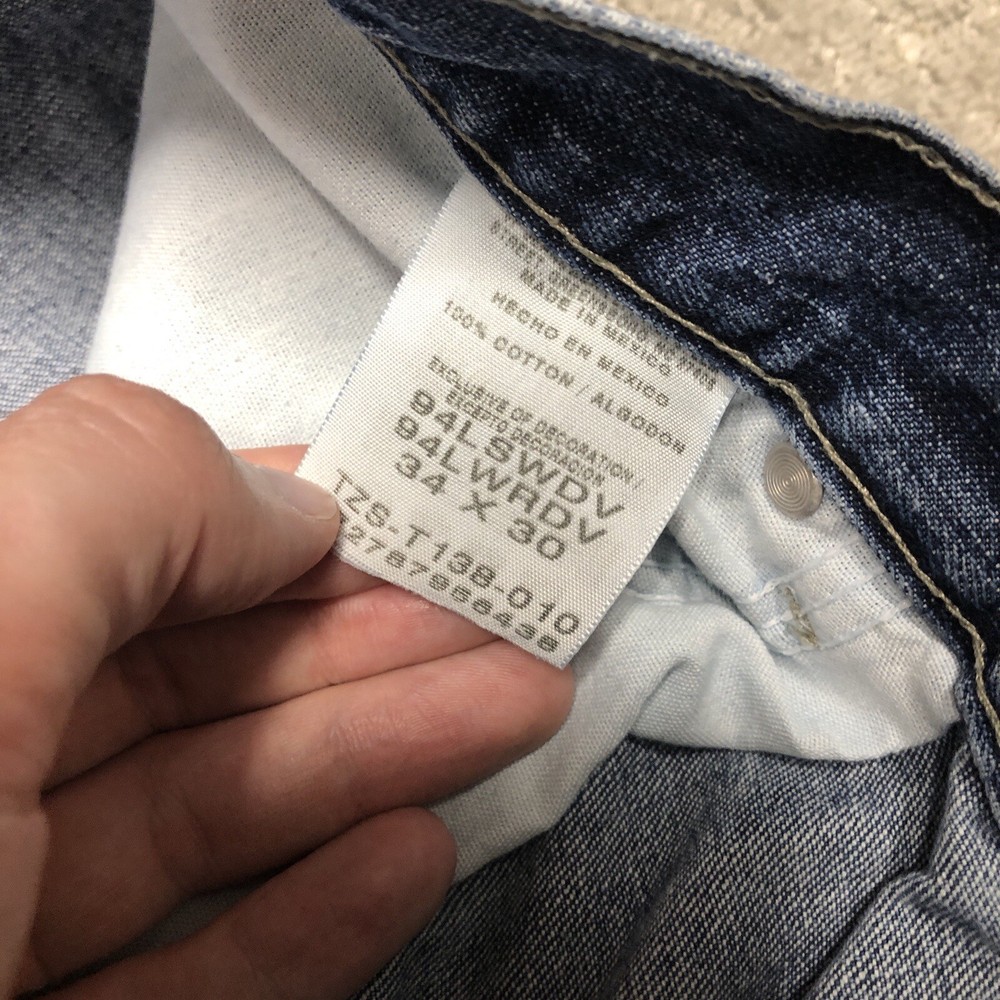 MADE IN MEXICO
HECHO EN MEXICO
100% COTTON / ALGODON
EXCLUSIVE OF DECORATION /
EXCEPTO DECORACION
94LSWDV
94LWRDV
34 X 30
TZS-T138-010